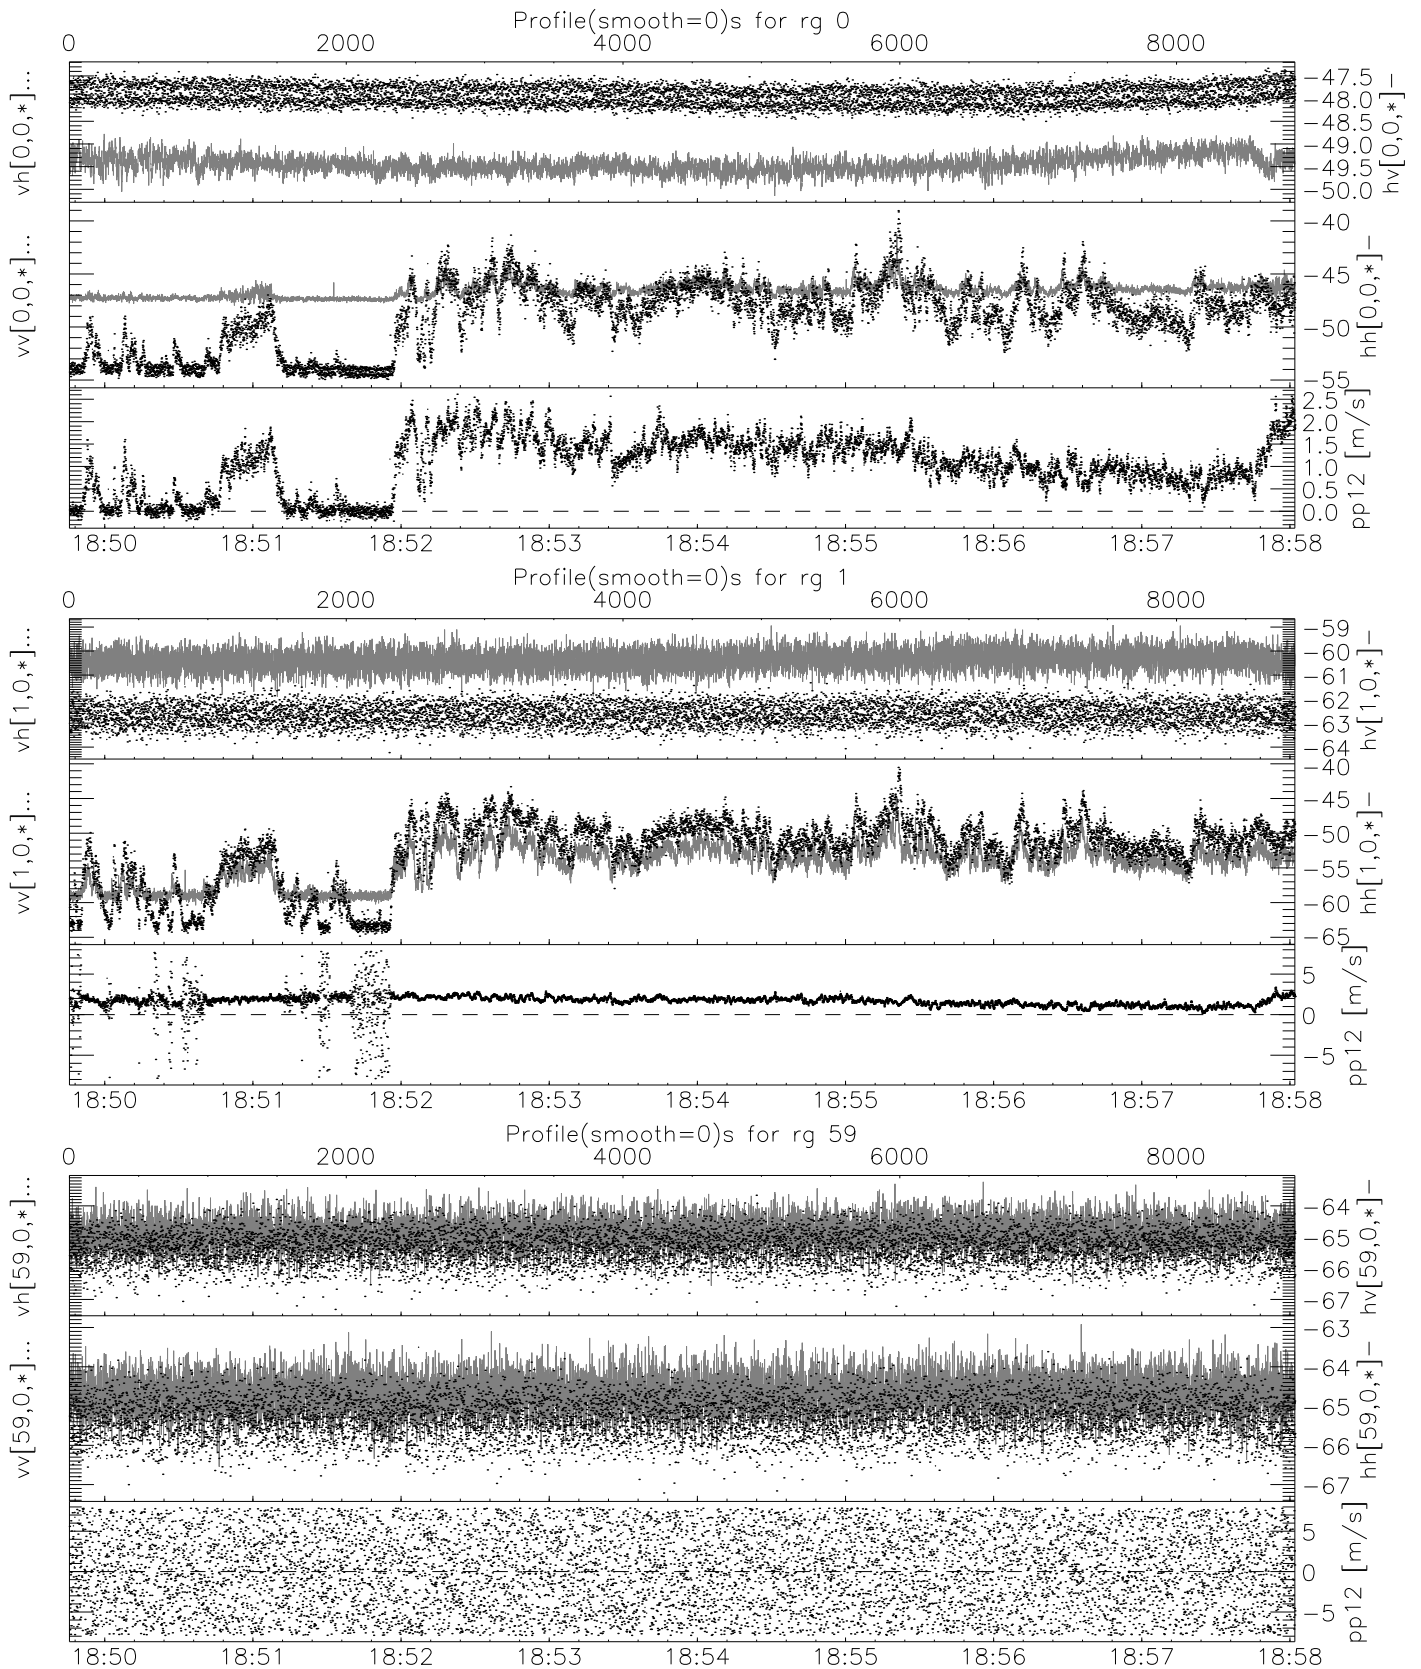 Profile(smooth=0)s for rg 0
0 2000 4000 6000 8000
vh[0,0,*]...
-47.5
-48.0
-48.5
-49.0
-49.5
-50.0
hv[0,0,*]-
vv[0,0,*]...
-40
-45
-50
-55
hh[0,0,*]-
2.5
2.0
1.5
1.0
0.5
0.0
pp12 [m/s]
18:50 18:51 18:52 18:53 18:54 18:55 18:56 18:57 18:58
Profile(smooth=0)s for rg 1
0 2000 4000 6000 8000
vh[1,0,*]...
-59
-60
-61
-62
-63
-64
hv[1,0,*]-
vv[1,0,*]...
-40
-45
-50
-55
-60
-65
hh[1,0,*]-
5
0
-5
pp12 [m/s]
18:50 18:51 18:52 18:53 18:54 18:55 18:56 18:57 18:58
Profile(smooth=0)s for rg 59
0 2000 4000 6000 8000
vh[59,0,*]...
-64
-65
-66
-67
hv[59,0,*]-
vv[59,0,*]...
-63
-64
-65
-66
-67
hh[59,0,*]-
5
0
-5
pp12 [m/s]
18:50 18:51 18:52 18:53 18:54 18:55 18:56 18:57 18:58